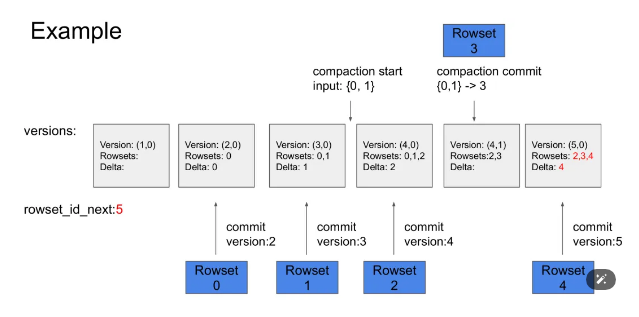 Example
Rowset
3
compaction start
input: {0, 1}
compaction commit
{0,1} -> 3
versions:
Version: (1,0)
Rowsets:
Delta:
Version: (2,0)
Rowsets: 0
Delta: 0
Version: (3,0)
Rowsets: 0,1
Delta: 1
Version: (4,0)
Rowsets: 0,1,2
Delta: 2
Version: (4,1)
Rowsets:2,3
Delta:
Version: (5,0)
Rowsets: 2,3,4
Delta: 4
rowset_id_next:5
commit
version:2
commit
version:3
commit
version:4
commit
version:5
Rowset
0
Rowset
1
Rowset
2
Rowset
4